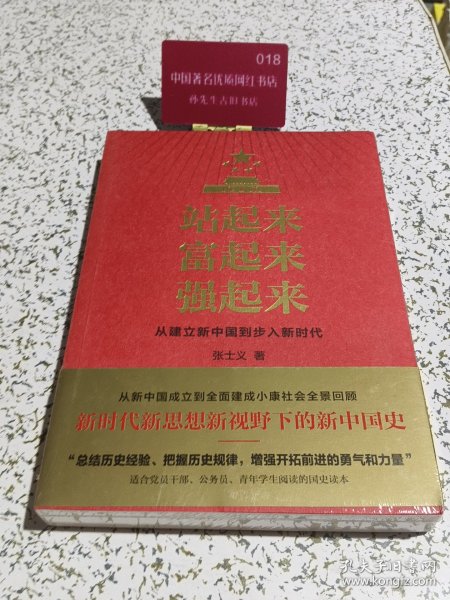 018
中国著名优质网红书店
孙先生古旧书店
站起来
富起来
强起来
从建立新中国到步入新时代
张士义 著
从新中国成立到全面建成小康社会全景回顾
新时代新思想新视野下的新中国史
“总结历史经验、把握历史规律，增强开拓前进的勇气和力量”
适合党员干部、公务员、青年学生阅读的国史读本
孔夫子旧书网
www.kongfz.com